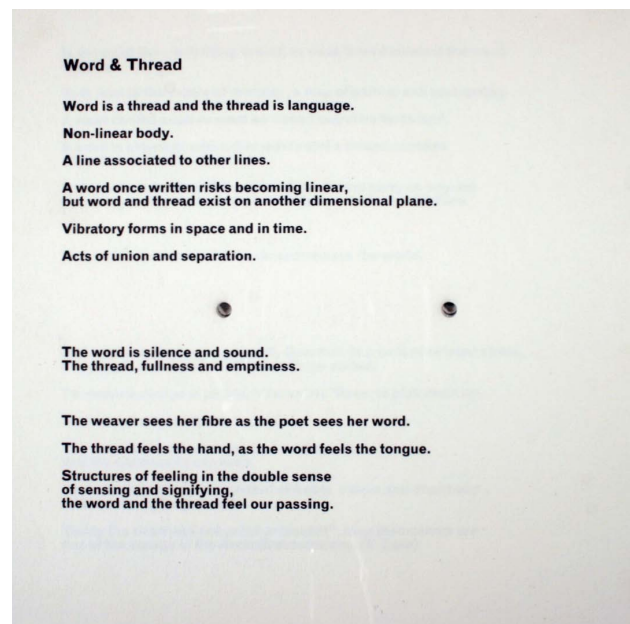 Word & Thread
Word is a thread and the thread is language.
Non-linear body.
A line associated to other lines.
A word once written risks becoming linear,
but word and thread exist on another dimensional plane.
Vibratory forms in space and in time.
Acts of union and separation.
The word is silence and sound.
The thread, fullness and emptiness.
The weaver sees her fibre as the poet sees her word.
The thread feels the hand, as the word feels the tongue.
Structures of feeling in the double sense
of sensing and signifying,
the word and the thread feel our passing.